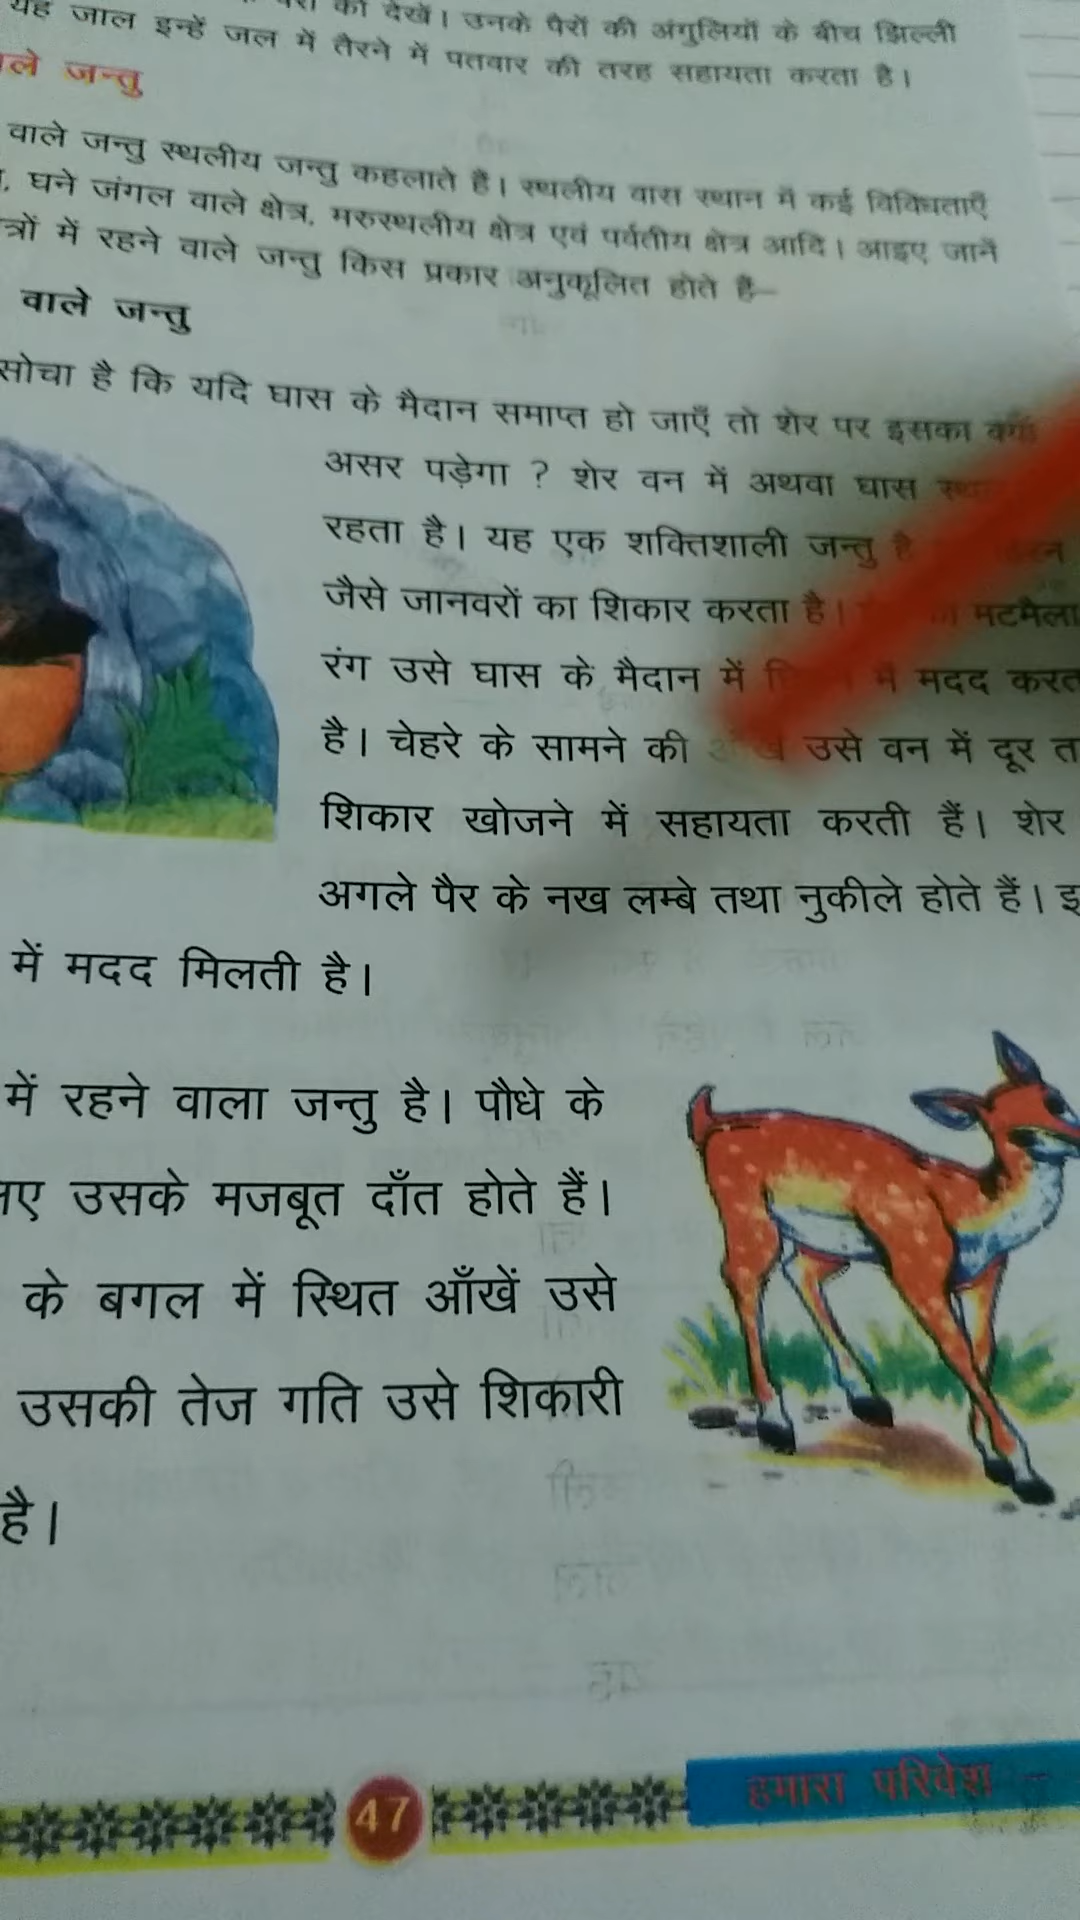 यह जाल इन्हें जल में तैरने में पतवार की तरह सहायता करता है।
को देखें। उनके पैरों की अंगुलियों के बीच झिल्ली
जन्तु
वाले जन्तु स्थलीय जन्तु कहलाते हैं। स्थलीय वास स्थान में कई विविधताएँ
घने जंगल वाले क्षेत्र, मरुस्थलीय क्षेत्र एवं पर्वतीय क्षेत्र आदि। आइए जानें
में रहने वाले जन्तु किस प्रकार अनुकूलित होते हैं–
वाले जन्तु
सोचा है कि यदि घास के मैदान समाप्त हो जाएँ तो शेर पर इसका
असर पड़ेगा ? शेर वन में अथवा घास
रहता है। यह एक शक्तिशाली जन्तु है
जैसे जानवरों का शिकार करता है। मटमैला
रंग उसे घास के मैदान में में मदद
है। चेहरे के सामने की उसे वन में दूर
शिकार खोजने में सहायता करती हैं। शेर
अगले पैर के नख लम्बे तथा नुकीले होते हैं।
में मदद मिलती है।
में रहने वाला जन्तु है। पौधे के
उसके मजबूत दाँत होते हैं।
के बगल में स्थित आँखें उसे
उसकी तेज गति उसे शिकारी
है।
47
हमारा परिवेश